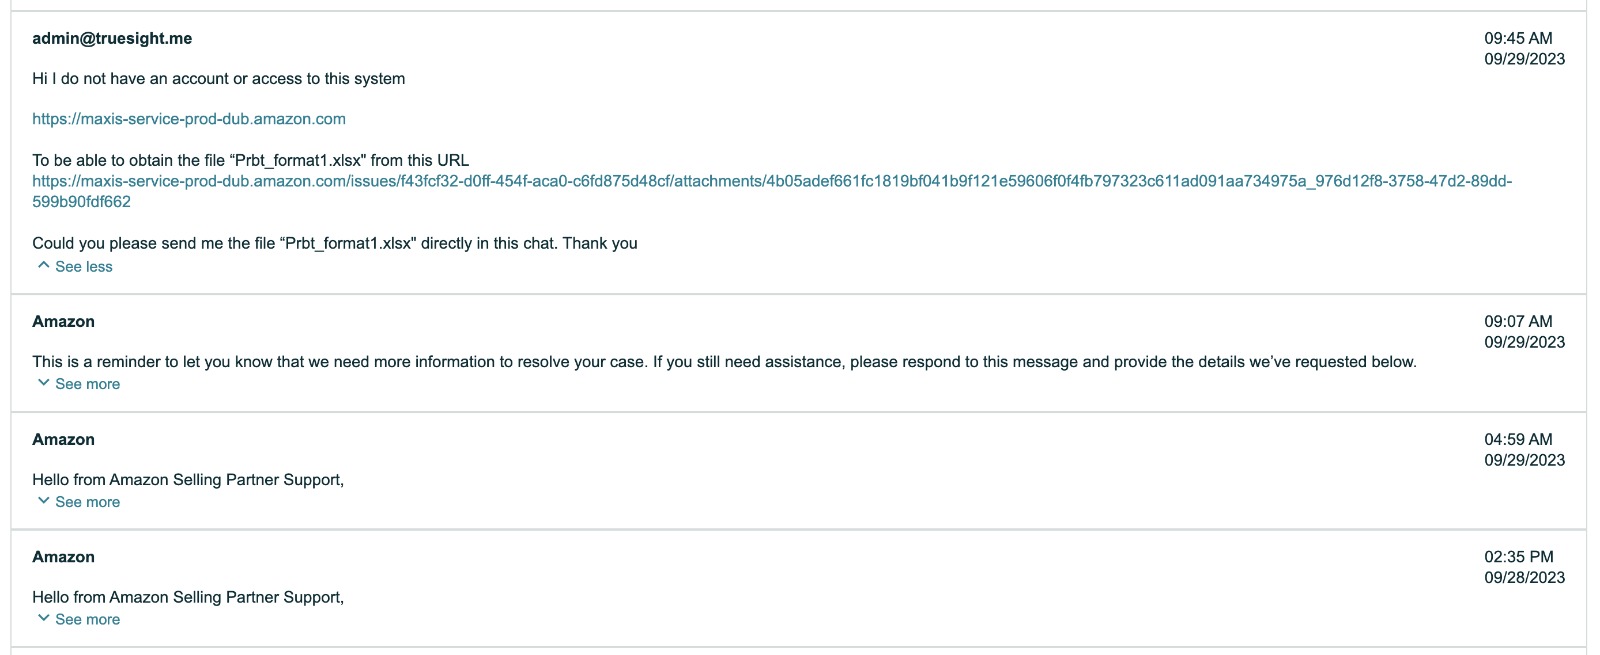 admin@truesight.me
09:45 AM
09/29/2023
Hi I do not have an account or access to this system
https://maxis-service-prod-dub.amazon.com
To be able to obtain the file “Prbt_format1.xlsx" from this URL
https://maxis-service-prod-dub.amazon.com/issues/f43fcf32-d0ff-454f-aca0-c6fd875d48cf/attachments/4b05adef661fc1819bf041b9f121e59606f0f4fb797323c611ad091aa734975a_976d12f8-3758-47d2-89dd-
599b90fdf662
Could you please send me the file “Prbt_format1.xlsx" directly in this chat. Thank you
See less
Amazon
09:07 AM
09/29/2023
This is a reminder to let you know that we need more information to resolve your case. If you still need assistance, please respond to this message and provide the details we’ve requested below.
See more
Amazon
04:59 AM
09/29/2023
Hello from Amazon Selling Partner Support,
See more
Amazon
02:35 PM
09/28/2023
Hello from Amazon Selling Partner Support,
See more